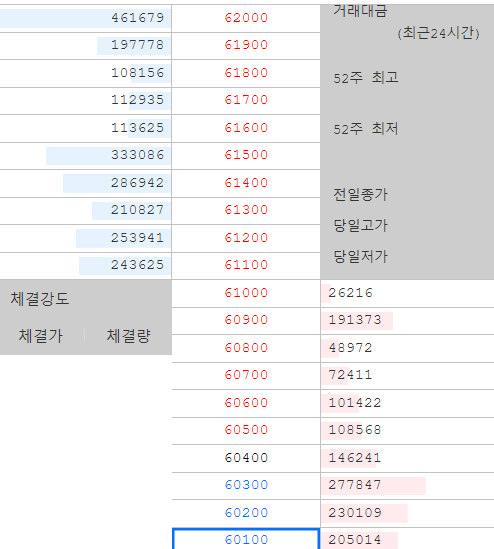 461679 62000 거래대금
197778 61900 (최근24시간)
108156 61800 52주 최고
112935 61700
113625 61600 52주 최저
333086 61500
286942 61400 전일종가
210827 61300 당일고가
253941 61200 당일저가
243625 61100
체결강도 61000 26216
체결가 체결량 60900 191373
60800 48972
60700 72411
60600 101422
60500 108568
60400 146241
60300 277847
60200 230109
60100 205014